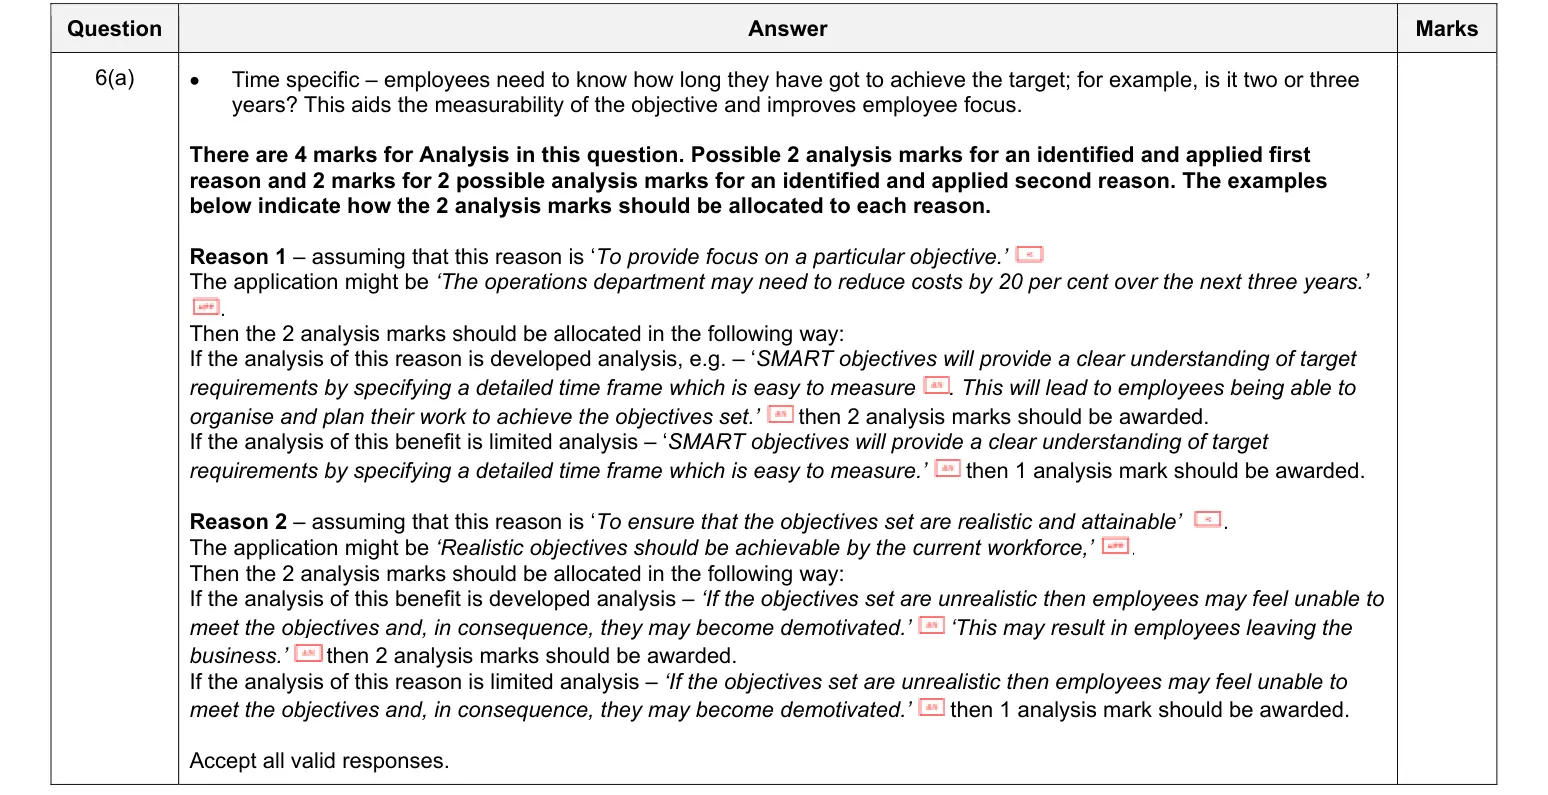 Question Answer Marks
6(a) • Time specific – employees need to know how long they have got to achieve the target; for example, is it two or three
years? This aids the measurability of the objective and improves employee focus.
There are 4 marks for Analysis in this question. Possible 2 analysis marks for an identified and applied first
reason and 2 marks for 2 possible analysis marks for an identified and applied second reason. The examples
below indicate how the 2 analysis marks should be allocated to each reason.
Reason 1 – assuming that this reason is ‘To provide focus on a particular objective.’
The application might be ‘The operations department may need to reduce costs by 20 per cent over the next three years.’
APP.
Then the 2 analysis marks should be allocated in the following way:
If the analysis of this reason is developed analysis, e.g. – ‘SMART objectives will provide a clear understanding of target
requirements by specifying a detailed time frame which is easy to measure AN. This will lead to employees being able to
organise and plan their work to achieve the objectives set.’ AN then 2 analysis marks should be awarded.
If the analysis of this benefit is limited analysis – ‘SMART objectives will provide a clear understanding of target
requirements by specifying a detailed time frame which is easy to measure.’ AN then 1 analysis mark should be awarded.
Reason 2 – assuming that this reason is ‘To ensure that the objectives set are realistic and attainable’ .
The application might be ‘Realistic objectives should be achievable by the current workforce,’ APP.
Then the 2 analysis marks should be allocated in the following way:
If the analysis of this benefit is developed analysis – ‘If the objectives set are unrealistic then employees may feel unable to
meet the objectives and, in consequence, they may become demotivated.’ AN ‘This may result in employees leaving the
business.’ AN then 2 analysis marks should be awarded.
If the analysis of this reason is limited analysis – ‘If the objectives set are unrealistic then employees may feel unable to
meet the objectives and, in consequence, they may become demotivated.’ AN then 1 analysis mark should be awarded.
Accept all valid responses.